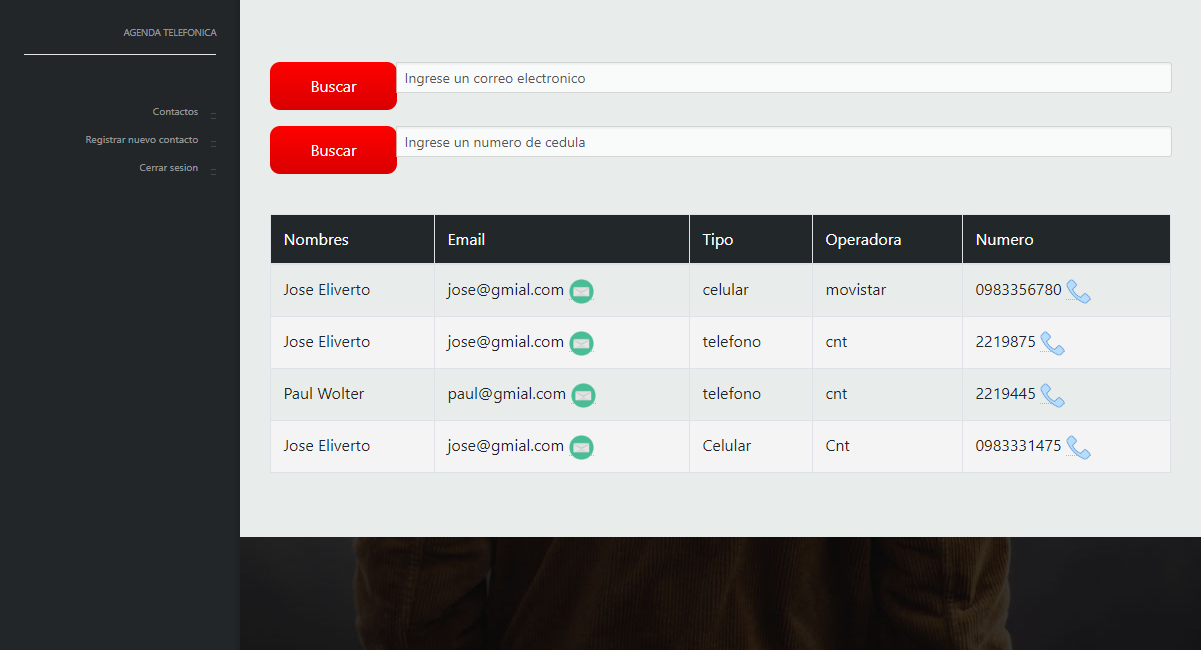 AGENDA TELEFONICA
Contactos
Registrar nuevo contacto
Cerrar sesion
Buscar Ingrese un correo electronico
Buscar Ingrese un numero de cedula
Nombres Email Tipo Operadora Numero
Jose Eliverto jose@gmial.com celular movistar 0983356780
Jose Eliverto jose@gmial.com telefono cnt 2219875
Paul Wolter paul@gmial.com telefono cnt 2219445
Jose Eliverto jose@gmial.com Celular Cnt 0983331475